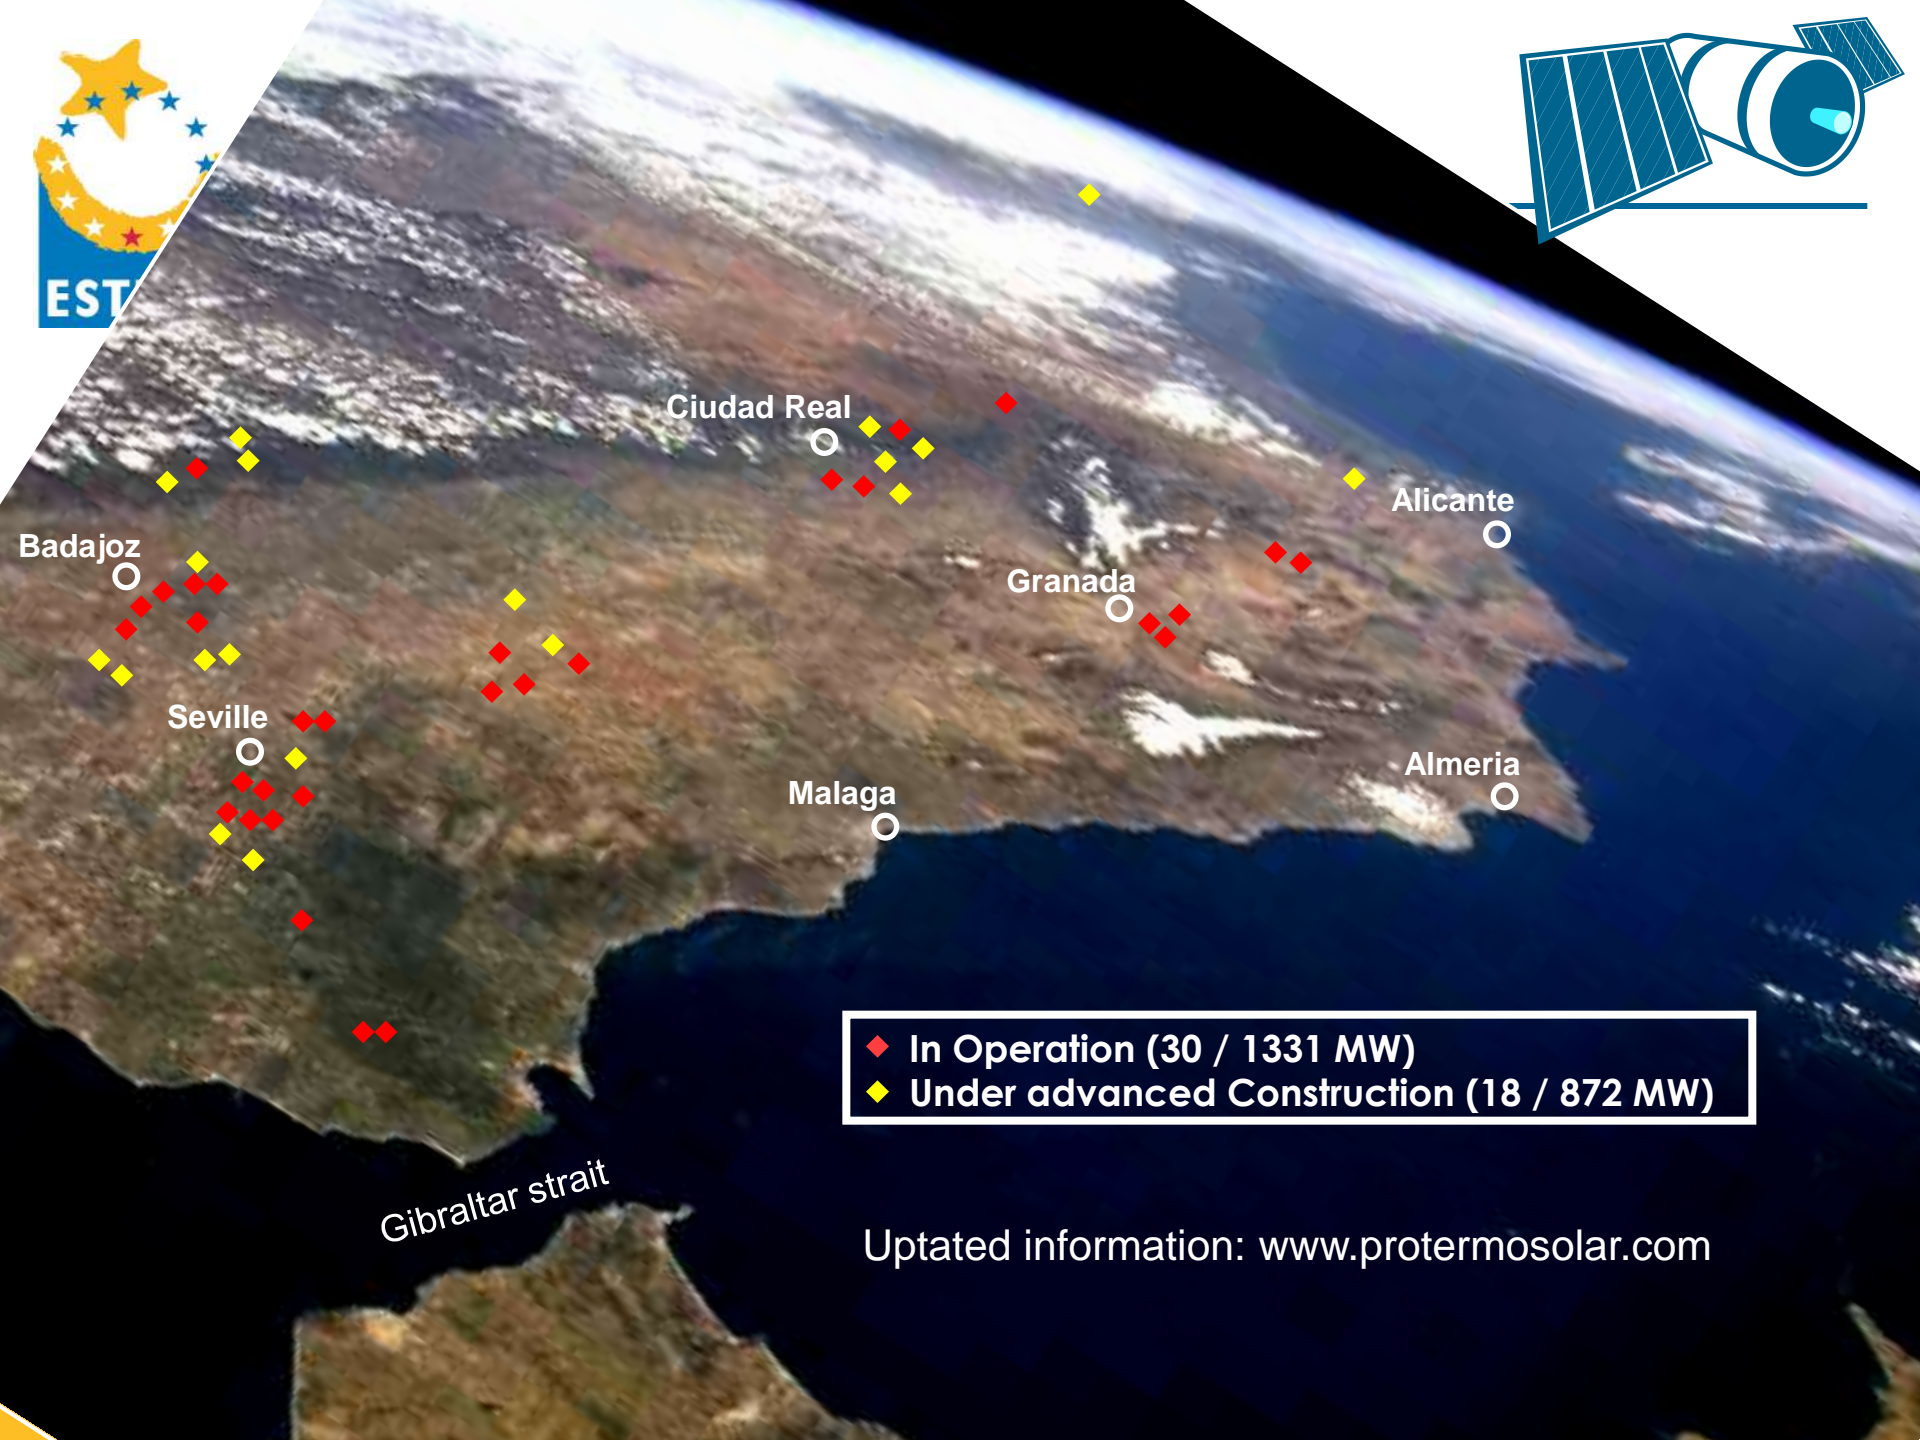 EST
Ciudad Real
Alicante
Badajoz
Granada
Seville
Almeria
Malaga
In Operation (30 / 1331 MW)
Under advanced Construction (18 / 872 MW)
Gibraltar strait
Uptated information: www.protermosolar.com